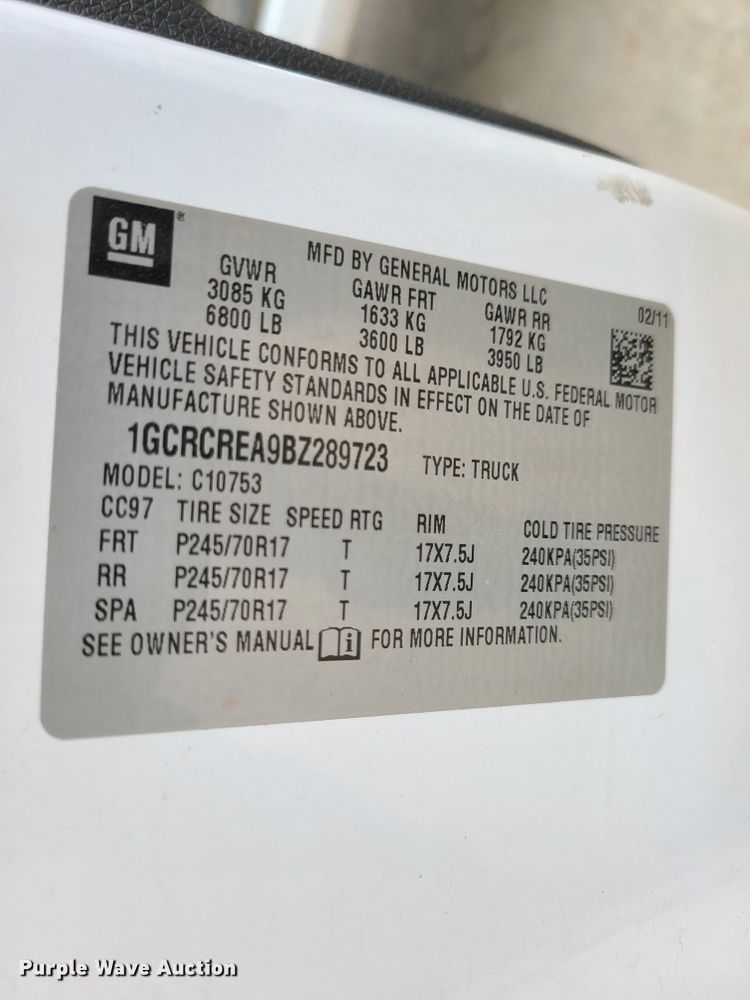 GM®
MFD BY GENERAL MOTORS LLC
GVWR GAWR FRT GAWR RR 02/11
3085 KG 1633 KG 1792 KG
6800 LB 3600 LB 3950 LB
THIS VEHICLE CONFORMS TO ALL APPLICABLE U.S. FEDERAL MOTOR
VEHICLE SAFETY STANDARDS IN EFFECT ON THE DATE OF
MANUFACTURE SHOWN ABOVE.
1GCRCREA9BZ289723 TYPE: TRUCK
MODEL: C10753
CC97 TIRE SIZE SPEED RTG RIM COLD TIRE PRESSURE
FRT P245/70R17 T 17X7.5J 240KPA(35PSI)
RR P245/70R17 T 17X7.5J 240KPA(35PSI)
SPA P245/70R17 T 17X7.5J 240KPA(35PSI)
SEE OWNER'S MANUAL i FOR MORE INFORMATION.
Purple Wave Auction